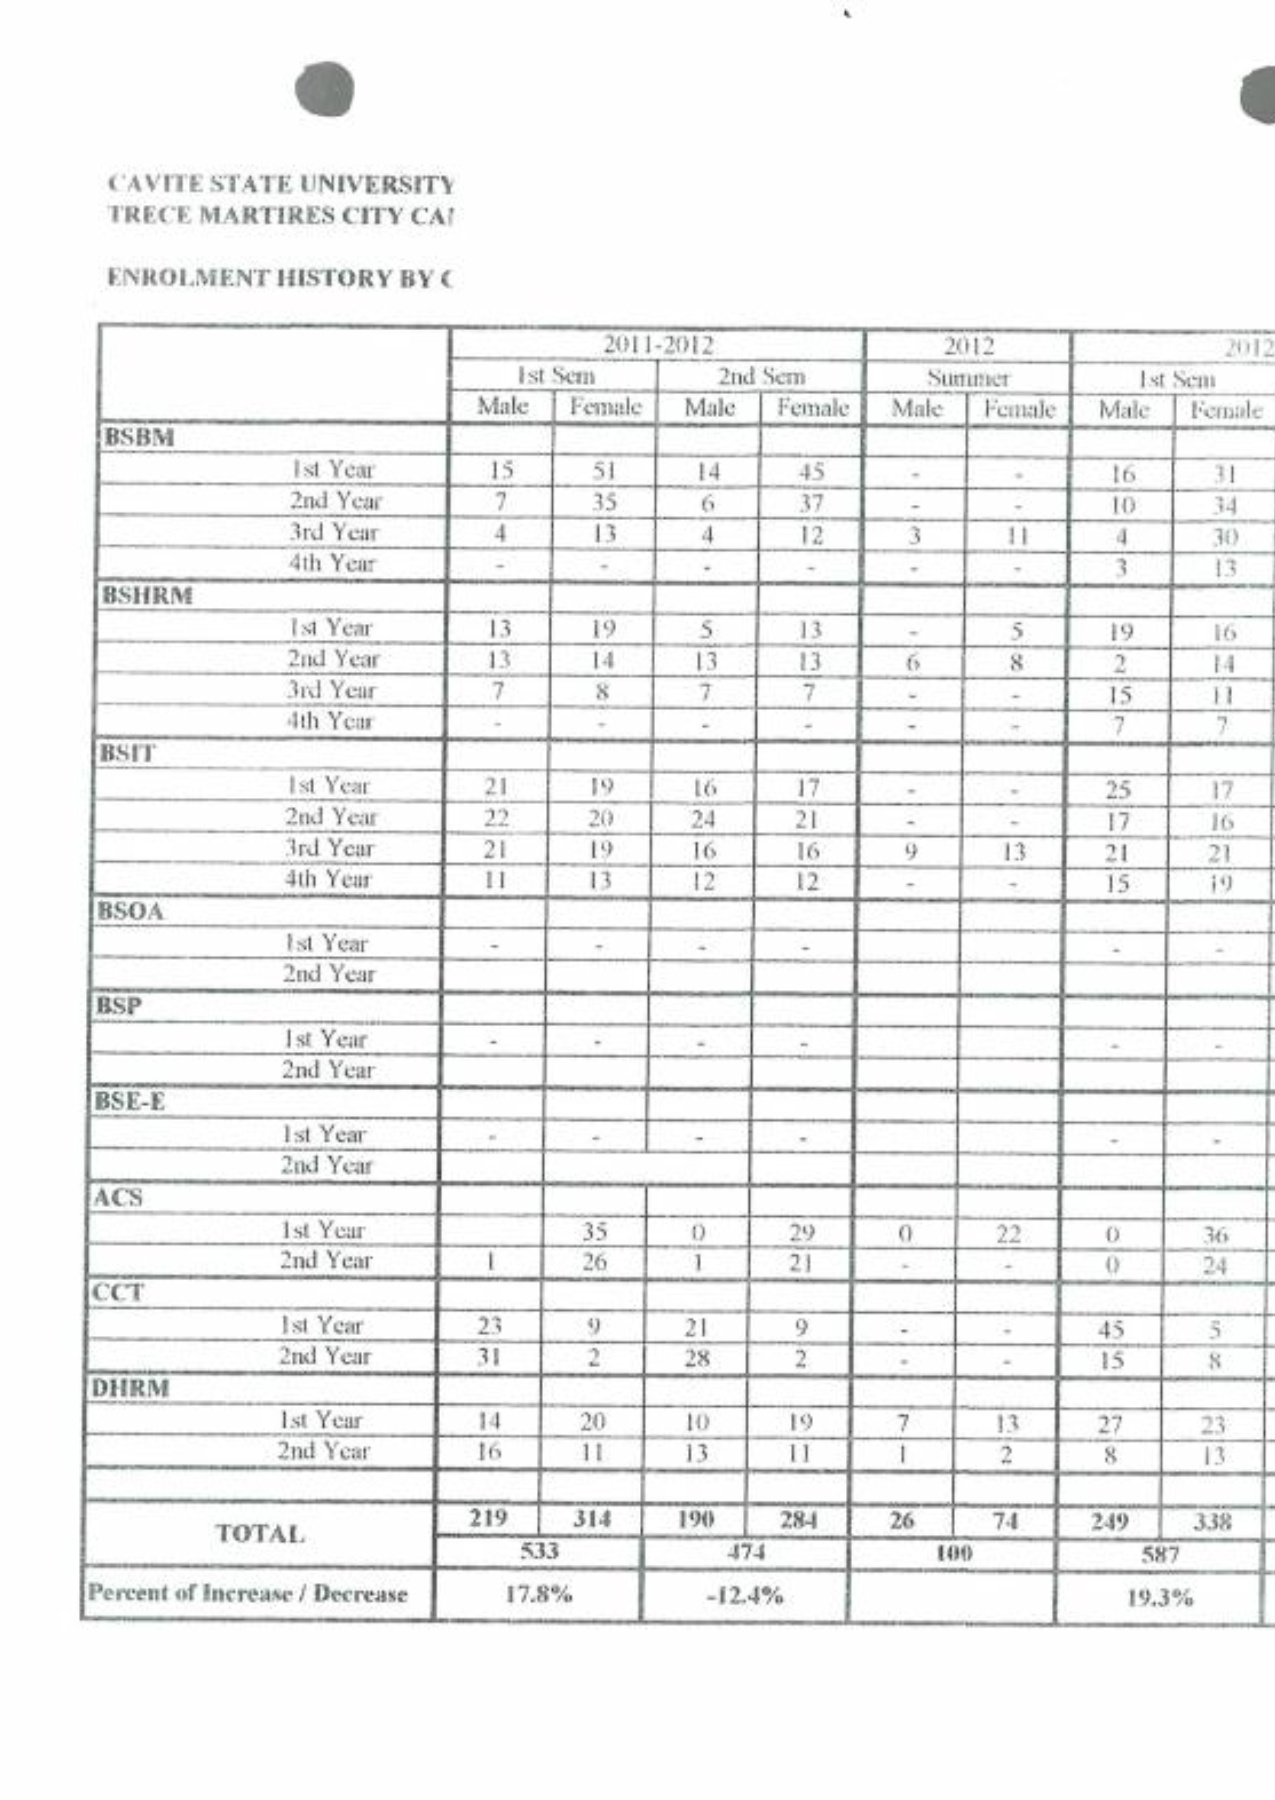 CAVITE STATE UNIVERSITY
TRECE MARTIRES CITY
ENROLMENT HISTORY BY
2011-2012 2012 2012
1st Sem 2nd Sem Summer 1st Sem
Male Female Male Female Male Female Male Female
BSBM
1st Year 15 51 14 45 - - 16 31
2nd Year 7 35 6 37 - - 10 34
3rd Year 4 13 4 12 3 11 4 30
4th Year - - - - - - 3 13
BSHRM
1st Year 13 19 5 13 - 5 19 16
2nd Year 13 14 13 13 6 8 2 14
3rd Year 7 8 7 7 - - 15 11
4th Year - - - - - - 7 7
BSIT
1st Year 21 19 16 17 - - 25 17
2nd Year 22 20 24 21 - - 17 16
3rd Year 21 19 16 16 9 13 21 21
4th Year 11 13 12 12 - - 15 19
BSOA
1st Year - - - - - -
2nd Year
BSP
1st Year - - - - - -
2nd Year
BSE-E
1st Year - - - - - -
2nd Year
ACS
1st Year 35 0 29 0 22 0 36
2nd Year 1 26 1 21 - - 0 24
CCT
1st Year 23 9 21 9 - - 45 5
2nd Year 31 2 28 2 - - 15 8
DHRM
1st Year 14 20 10 19 7 13 27 23
2nd Year 16 11 13 11 1 2 8 13
TOTAL 219 314 190 284 26 74 249 338
533 474 100 587
Percent of Increase / Decrease 17.8% -12.4% 19.3%